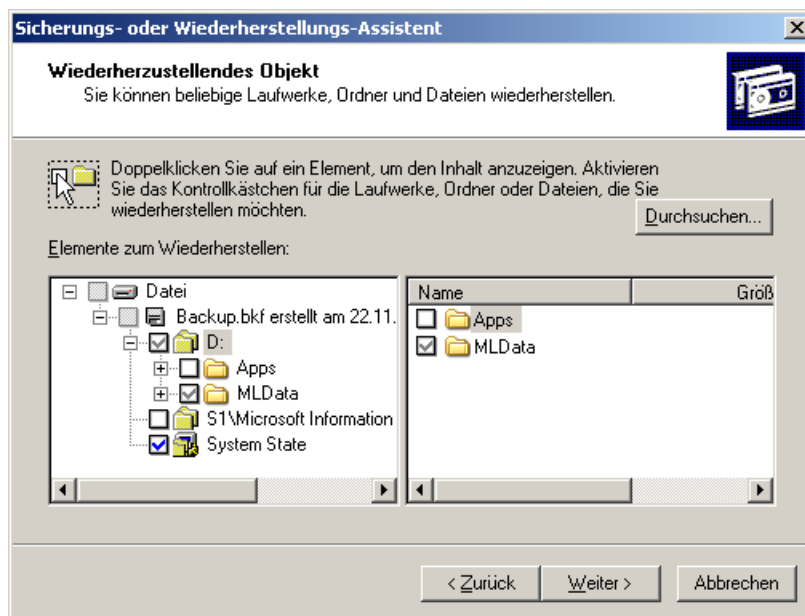 Sicherungs- oder Wiederherstellungs-Assistent
Wiederherzustellendes Objekt
Sie können beliebige Laufwerke, Ordner und Dateien wiederherstellen.
Doppelklicken Sie auf ein Element, um den Inhalt anzuzeigen. Aktivieren
Sie das Kontrollkästchen für die Laufwerke, Ordner oder Dateien, die Sie
wiederherstellen möchten.
Durchsuchen...
Elemente zum Wiederherstellen:
Datei
Backup.bkf erstellt am 22.11.
D:
Apps
MLData
S1\Microsoft Information
System State
Name Größ
Apps
MLData
< Zurück Weiter > Abbrechen